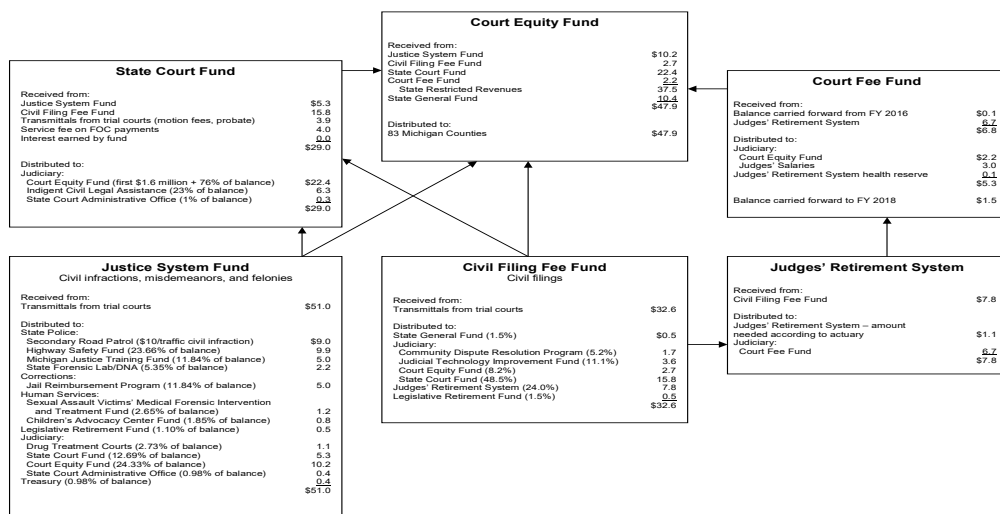 Court Equity Fund
Received from:
Justice System Fund $10.2
Civil Filing Fee Fund 2.7
State Court Fund 22.4
Court Fee Fund 2.2
State Restricted Revenues 37.5
State General Fund 10.4
$47.9
Distributed to:
83 Michigan Counties $47.9
State Court Fund
Received from:
Justice System Fund $5.3
Civil Filing Fee Fund 15.8
Transmittals from trial courts (motion fees, probate) 3.9
Service fee on FOC payments 4.0
Interest earned by fund 0.0
$29.0
Distributed to:
Judiciary:
Court Equity Fund (first $1.6 million + 76% of balance) $22.4
Indigent Civil Legal Assistance (23% of balance) 6.3
State Court Administrative Office (1% of balance) 0.3
$29.0
Court Fee Fund
Received from:
Balance carried forward from FY 2016 $0.1
Judges' Retirement System 6.7
$6.8
Distributed to:
Judiciary:
Court Equity Fund $2.2
Judges' Salaries 3.0
Judges' Retirement System health reserve 0.1
$5.3
Balance carried forward to FY 2018 $1.5
Justice System Fund
Civil infractions, misdemeanors, and felonies
Received from:
Transmittals from trial courts $51.0
Distributed to:
State Police:
Secondary Road Patrol ($10/traffic civil infraction) $9.0
Highway Safety Fund (23.66% of balance) 9.9
Michigan Justice Training Fund (11.84% of balance) 5.0
State Forensic Lab/DNA (5.35% of balance) 2.2
Corrections:
Jail Reimbursement Program (11.84% of balance) 5.0
Human Services:
Sexual Assault Victims' Medical Forensic Intervention
and Treatment Fund (2.65% of balance) 1.2
Children's Advocacy Center Fund (1.85% of balance) 0.8
Legislative Retirement Fund (1.10% of balance) 0.5
Judiciary:
Drug Treatment Courts (2.73% of balance) 1.1
State Court Fund (12.69% of balance) 5.3
Court Equity Fund (24.33% of balance) 10.2
State Court Administrative Office (0.98% of balance) 0.4
Treasury (0.98% of balance) 0.4
$51.0
Civil Filing Fee Fund
Civil filings
Received from:
Transmittals from trial courts $32.6
Distributed to:
State General Fund (1.5%) $0.5
Judiciary:
Community Dispute Resolution Program (5.2%) 1.7
Judicial Technology Improvement Fund (11.1%) 3.6
Court Equity Fund (8.2%) 2.7
State Court Fund (48.5%) 15.8
Judges' Retirement System (24.0%) 7.8
Legislative Retirement Fund (1.5%) 0.5
$32.6
Judges' Retirement System
Received from:
Civil Filing Fee Fund $7.8
Distributed to:
Judges' Retirement System – amount
needed according to actuary $1.1
Judiciary:
Court Fee Fund 6.7
$7.8